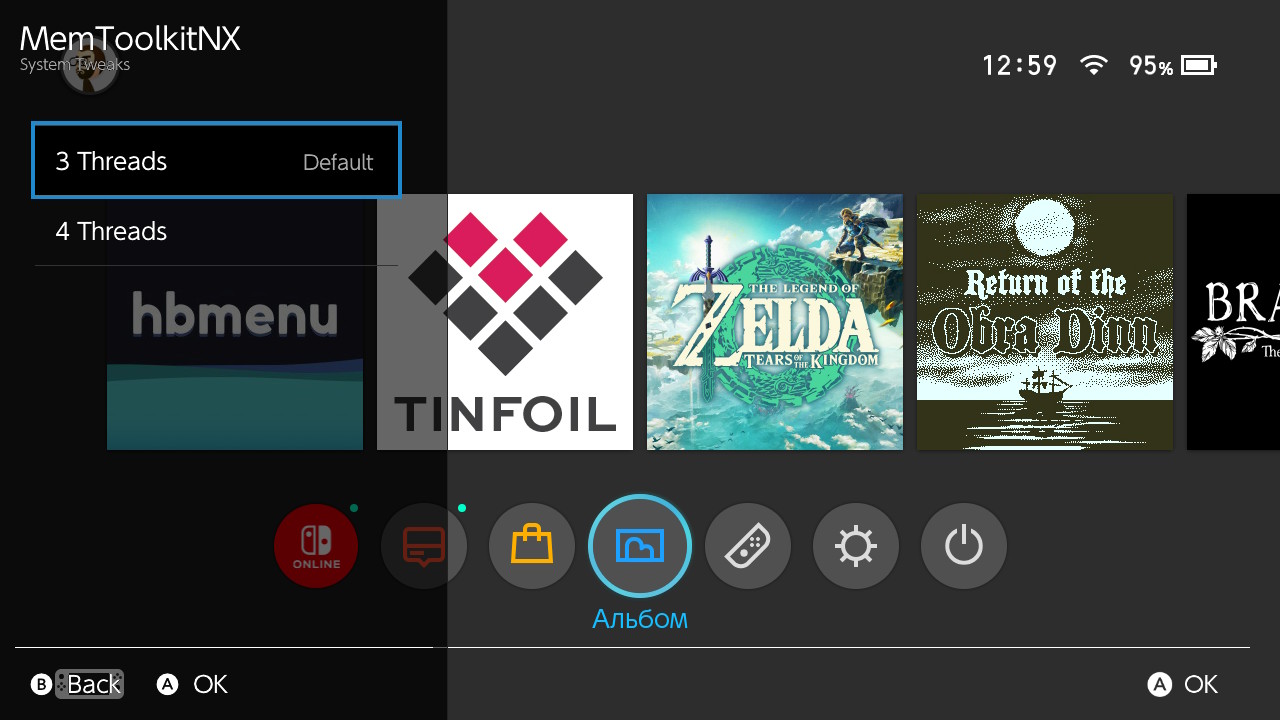 MemToolkitNX
System Tweaks
12:59 95%
3 Threads Default
4 Threads
hbmenu
TINFOIL
THE LEGEND OF
ZELDA
TEARS OF THE KINGDOM
Return of the
Obra Dinn
BRA
The
ONLINE
Альбом
B Back A OK
A OK